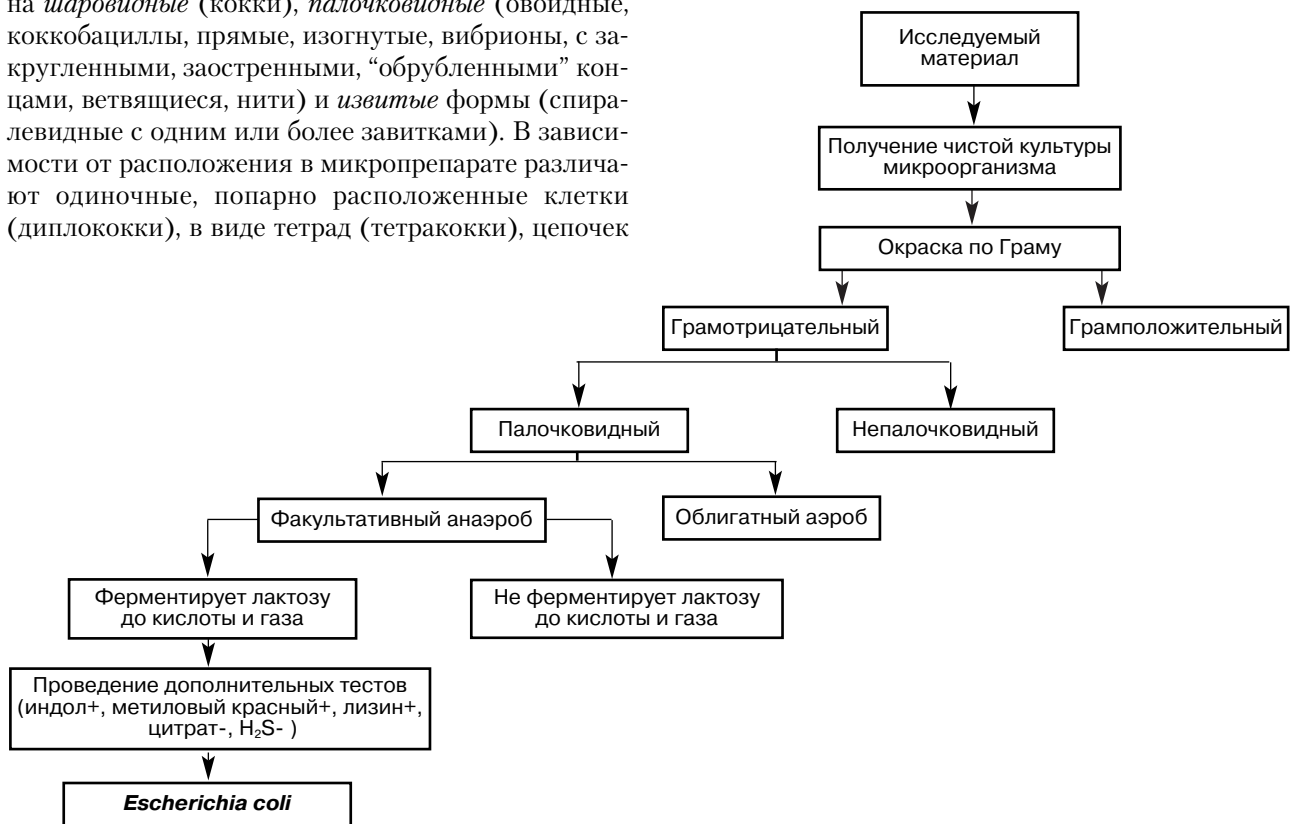 на шаровидные (кокки), палочковидные (овоидные,
коккобациллы, прямые, изогнутые, вибрионы, с за-
кругленными, заостренными, “обрубленными” кон-
цами, ветвящиеся, нити) и извитые формы (спира-
левидные с одним или более завитками). В зависи-
мости от расположения в микропрепарате различа-
ют одиночные, попарно расположенные клетки
(диплококки), в виде тетрад (тетракокки), цепочек
Исследуемый
материал
Получение чистой культуры
микроорганизма
Окраска по Граму
Грамотрицательный
Грамположительный
Палочковидный
Непалочковидный
Факультативный анаэроб
Облигатный аэроб
Ферментирует лактозу
до кислоты и газа
Не ферментирует лактозу
до кислоты и газа
Проведение дополнительных тестов
(индол+, метиловый красный+, лизин+,
цитрат-, H₂S- )
Escherichia coli